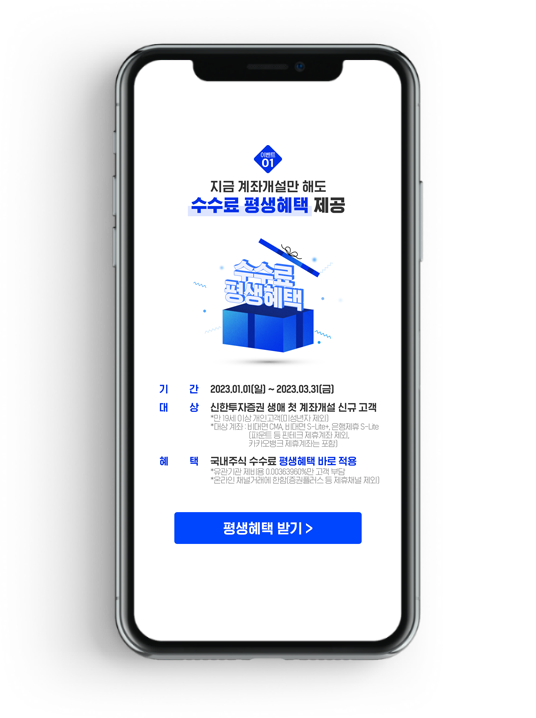 이벤트
01
지금 계좌개설만 해도
수수료 평생혜택 제공
수수료
평생혜택
기 간 2023.01.01(일) ~ 2023.03.31(금)
대 상 신한투자증권 생애 첫 계좌개설 신규 고객
*만 19세 이상 개인고객(미성년자 제외)
*대상 계좌 : 비대면 CMA, 비대면 S-Lite+, 은행제휴 S-Lite
(피운트 등 핀테크 제휴계좌 제외,
카카오뱅크 제휴계좌는 포함)
혜 택 국내주식 수수료 평생혜택 바로 적용
*유관기관 제비용 0.00363960%만 고객 부담
*온라인 채널거래에 한함(증권플러스 등 제휴채널 제외)
평생혜택 받기 >